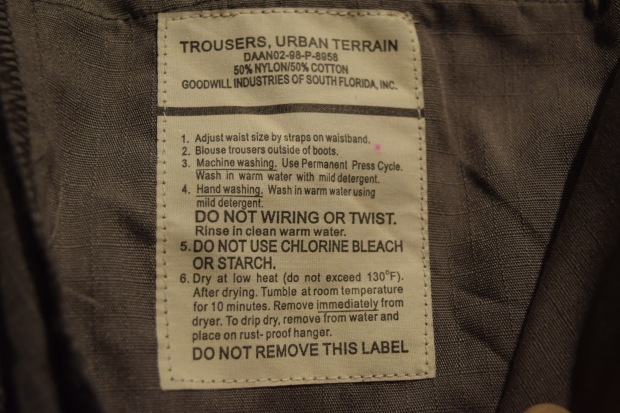 TROUSERS, URBAN TERRAIN
DAAN02-98-P-8958
50% NYLON/50% COTTON
GOODWILL INDUSTRIES OF SOUTH FLORIDA, INC.
1. Adjust waist size by straps on waistband.
2. Blouse trousers outside of boots.
3. Machine washing. Use Permanent Press Cycle.
Wash in warm water with mild detergent.
4. Hand washing. Wash in warm water using
mild detergent.
DO NOT WIRING OR TWIST.
Rinse in clean warm water.
5. DO NOT USE CHLORINE BLEACH
OR STARCH.
6. Dry at low heat (do not exceed 130°F).
After drying. Tumble at room temperature
for 10 minutes. Remove immediately from
dryer. To drip dry, remove from water and
place on rust- proof hanger.
DO NOT REMOVE THIS LABEL